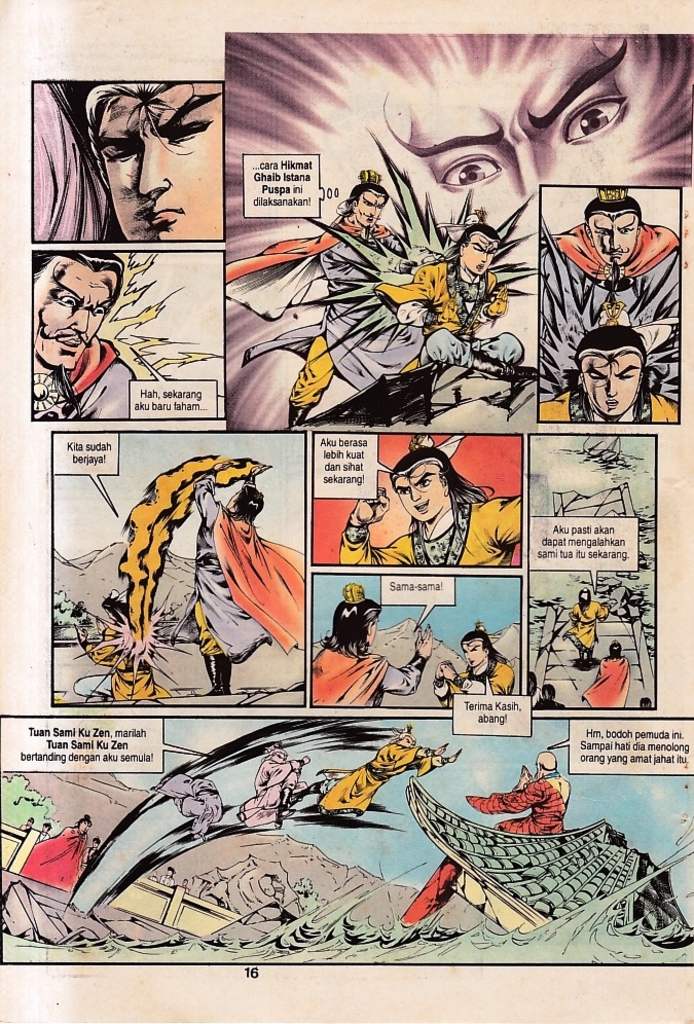 ...cara Hikmat
Ghaib Istana
Puspa ini
dilaksanakan!
Hah, sekarang
aku baru faham...
Kita sudah
berjaya!
Aku berasa
lebih kuat
dan sihat
sekarang!
Sama-sama!
Terima Kasih,
abang!
Aku pasti akan
dapat mengalahkan
sami tua itu sekarang.
Tuan Sami Ku Zen, marilah
Tuan Sami Ku Zen
bertanding dengan aku semula!
Hm, bodoh pemuda ini.
Sampai hati dia menolong
orang yang amat jahat itu.
16